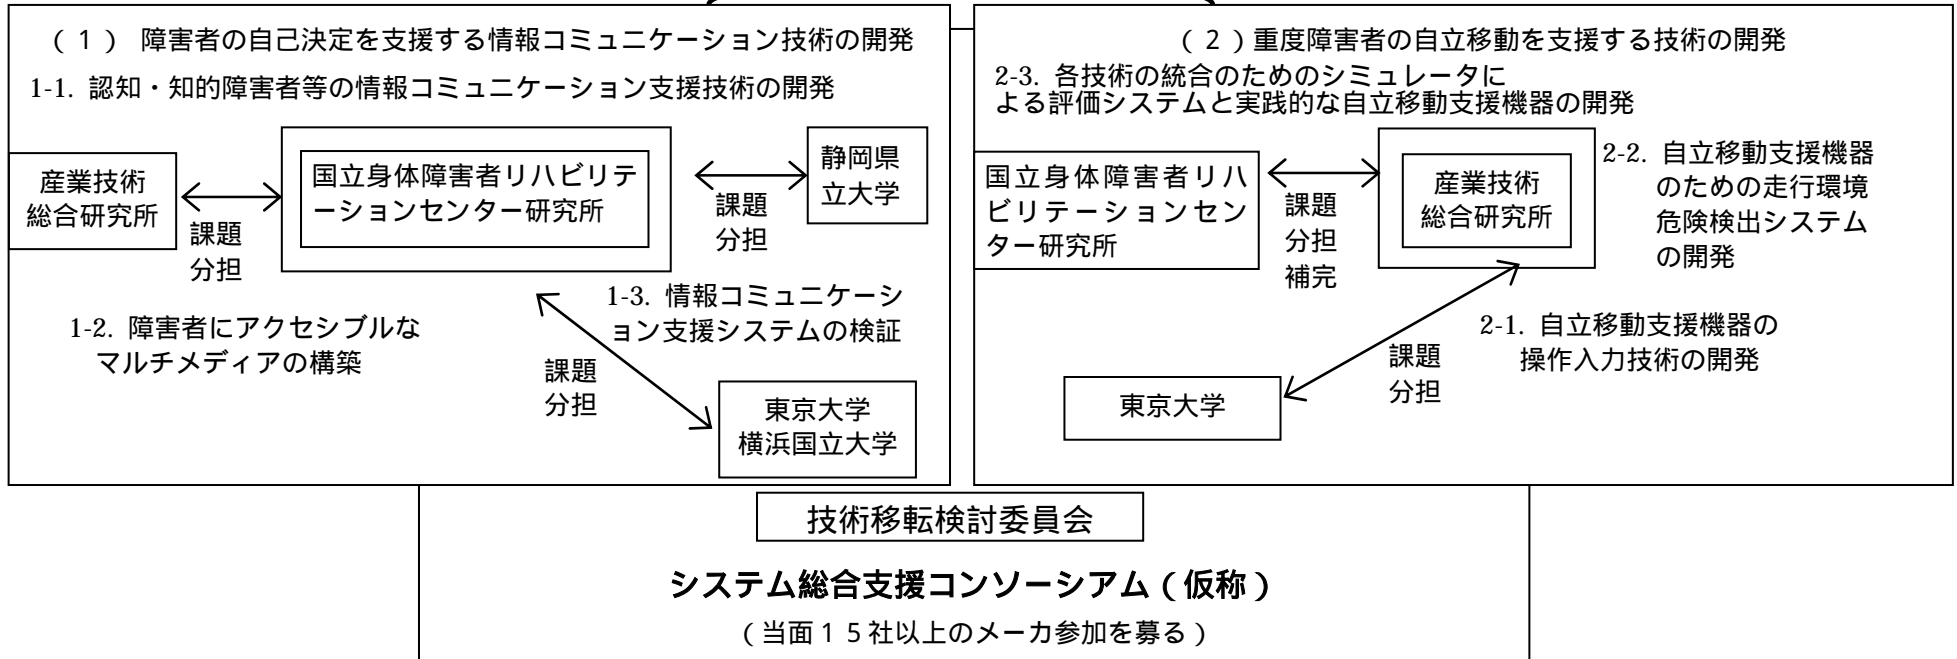 （１） 障害者の自己決定を支援する情報コミュニケーション技術の開発
1-1. 認知・知的障害者等の情報コミュニケーション支援技術の開発
産業技術
総合研究所
課題
分担
国立身体障害者リハビリテ
ーションセンター研究所
課題
分担
静岡県
立大学
1-2. 障害者にアクセシブルな
マルチメディアの構築
1-3. 情報コミュニケーシ
ョン支援システムの検証
課題
分担
東京大学
横浜国立大学
（２）重度障害者の自立移動を支援する技術の開発
2-3. 各技術の統合のためのシミュレータに
よる評価システムと実践的な自立移動支援機器の開発
国立身体障害者リハ
ビリテーションセン
ター研究所
課題
分担
補完
産業技術
総合研究所
2-2. 自立移動支援機器
のための走行環境
危険検出システム
の開発
2-1. 自立移動支援機器の
操作入力技術の開発
課題
分担
東京大学
技術移転検討委員会
システム総合支援コンソーシアム（仮称）
（当面１５社以上のメーカ参加を募る）